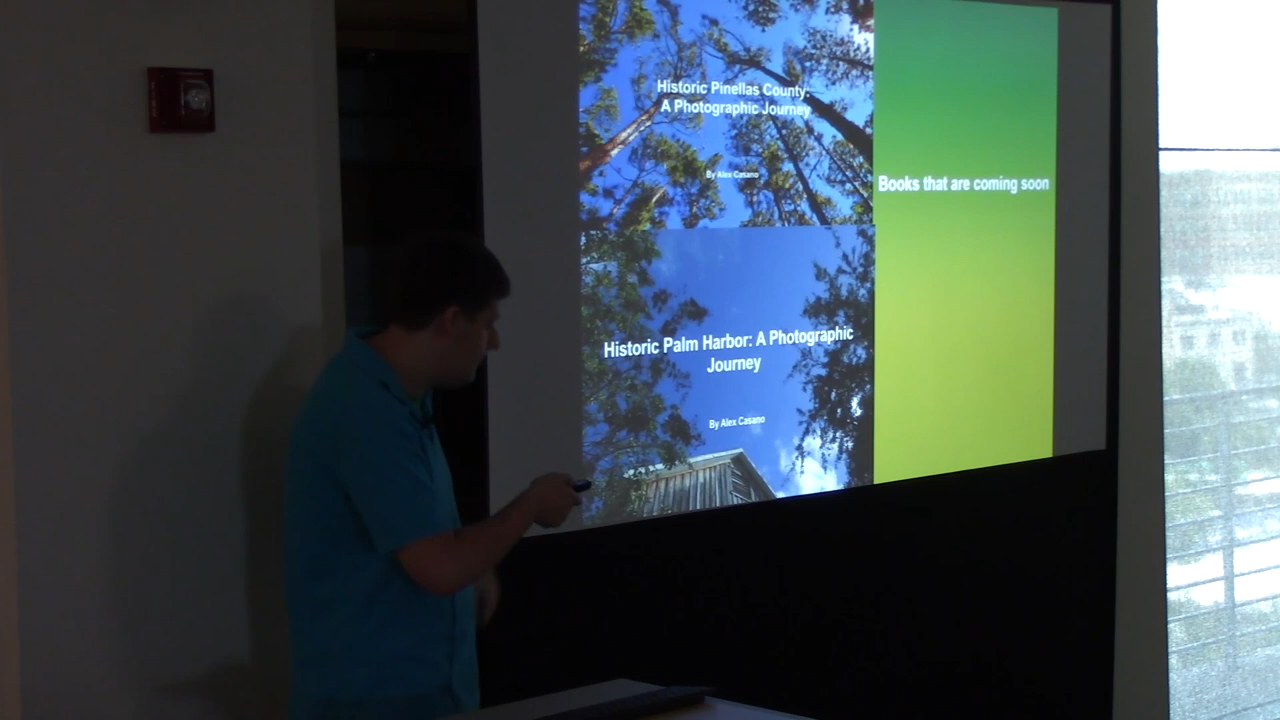 Historic Pinellas County:
A Photographic Journey
By Alex Casano
Books that are coming soon
Historic Palm Harbor: A Photographic
Journey
By Alex Casano